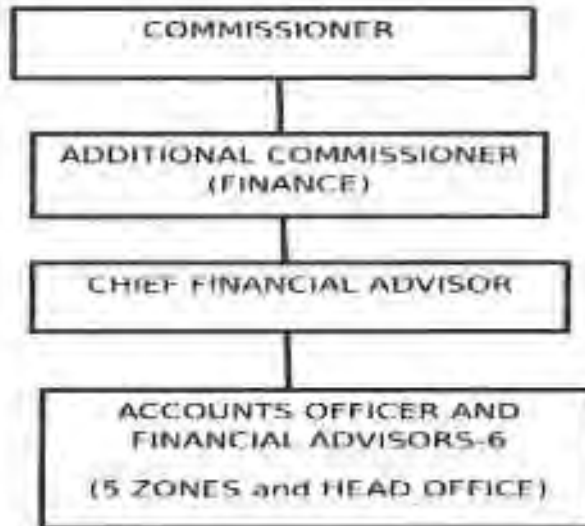 COMMISSIONER
ADDITIONAL COMMISSIONER
(FINANCE)
CHIEF FINANCIAL ADVISOR
ACCOUNTS OFFICER AND
FINANCIAL ADVISORS-6
(5 ZONES and HEAD OFFICE)